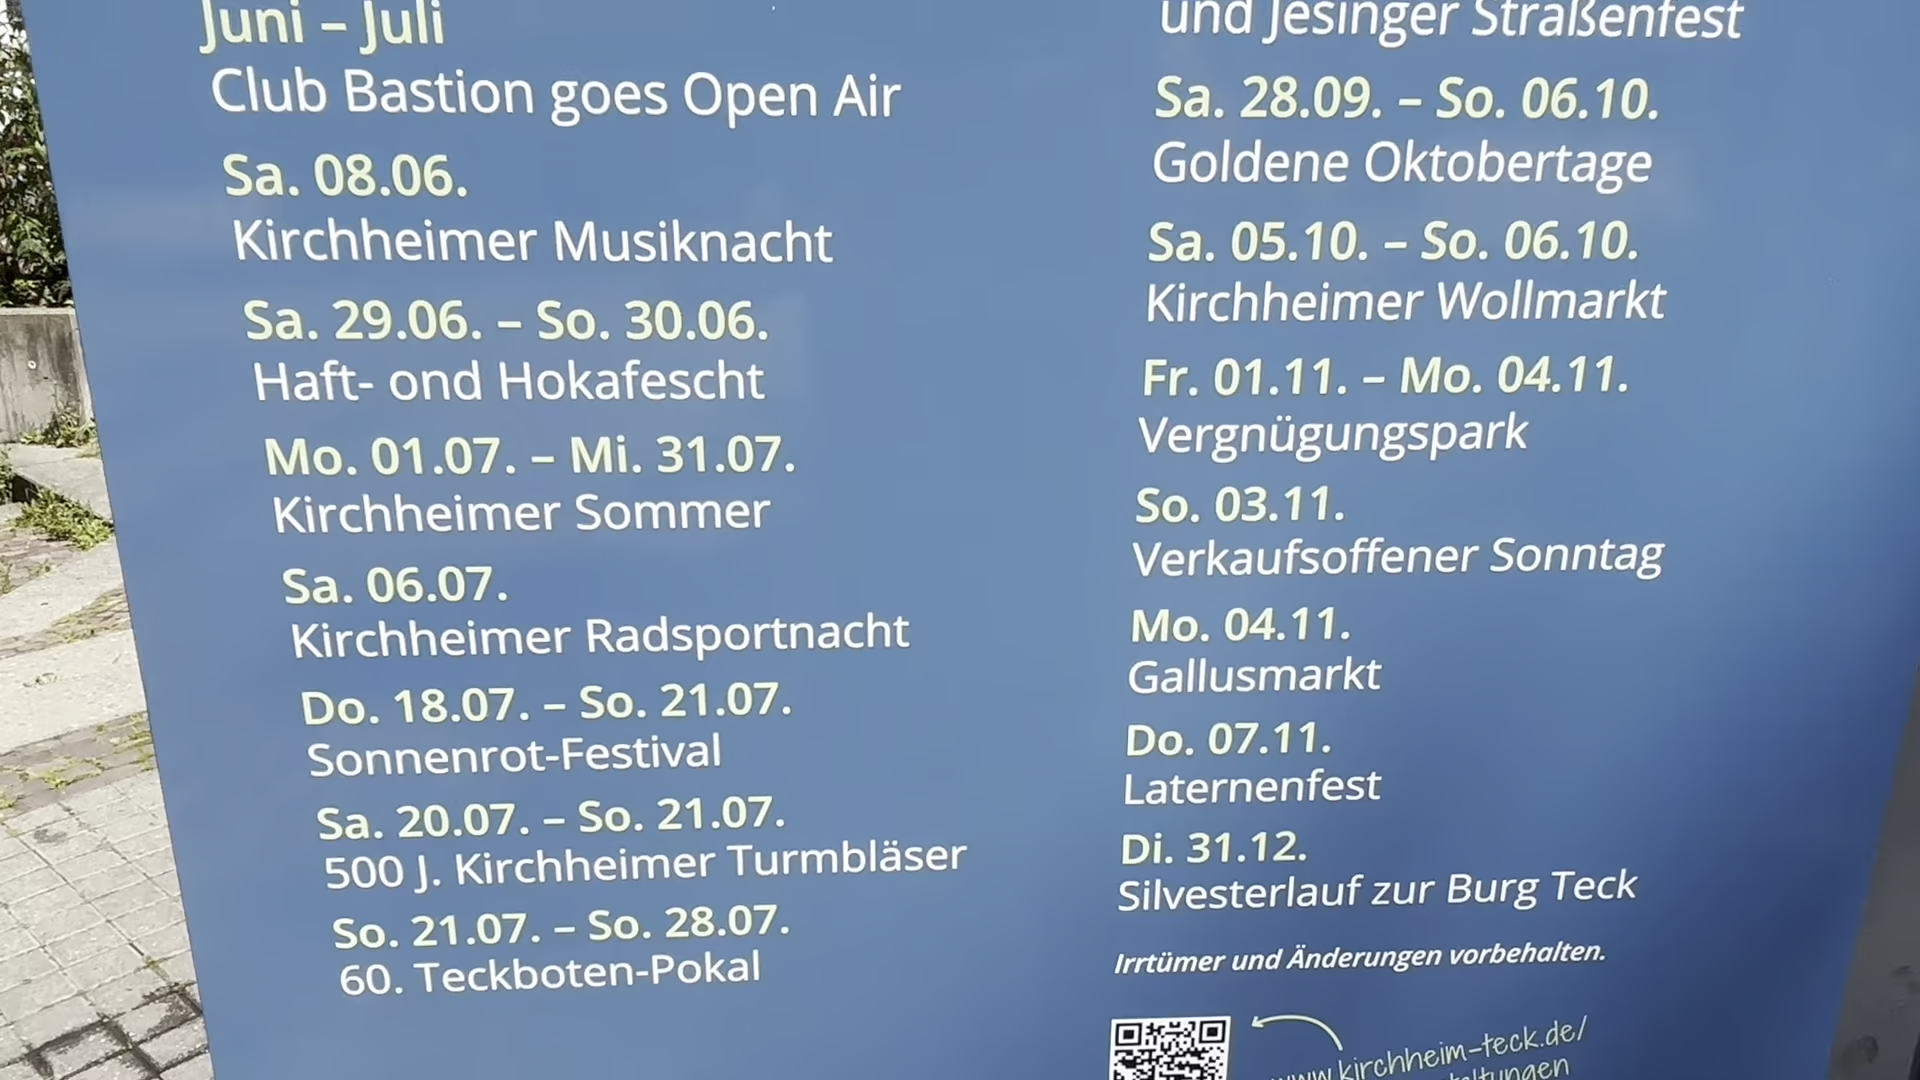 Juni – Juli
Club Bastion goes Open Air
Sa. 08.06.
Kirchheimer Musiknacht
Sa. 29.06. – So. 30.06.
Haft- ond Hokafescht
Mo. 01.07. – Mi. 31.07.
Kirchheimer Sommer
Sa. 06.07.
Kirchheimer Radsportnacht
Do. 18.07. – So. 21.07.
Sonnenrot-Festival
Sa. 20.07. – So. 21.07.
500 J. Kirchheimer Turmbläser
So. 21.07. – So. 28.07.
60. Teckboten-Pokal
und Jesinger Straßenfest
Sa. 28.09. – So. 06.10.
Goldene Oktobertage
Sa. 05.10. – So. 06.10.
Kirchheimer Wollmarkt
Fr. 01.11. – Mo. 04.11.
Vergnügungspark
So. 03.11.
Verkaufsoffener Sonntag
Mo. 04.11.
Gallusmarkt
Do. 07.11.
Laternenfest
Di. 31.12.
Silvesterlauf zur Burg Teck
Irrtümer und Änderungen vorbehalten.
www.kirchheim-teck.de/